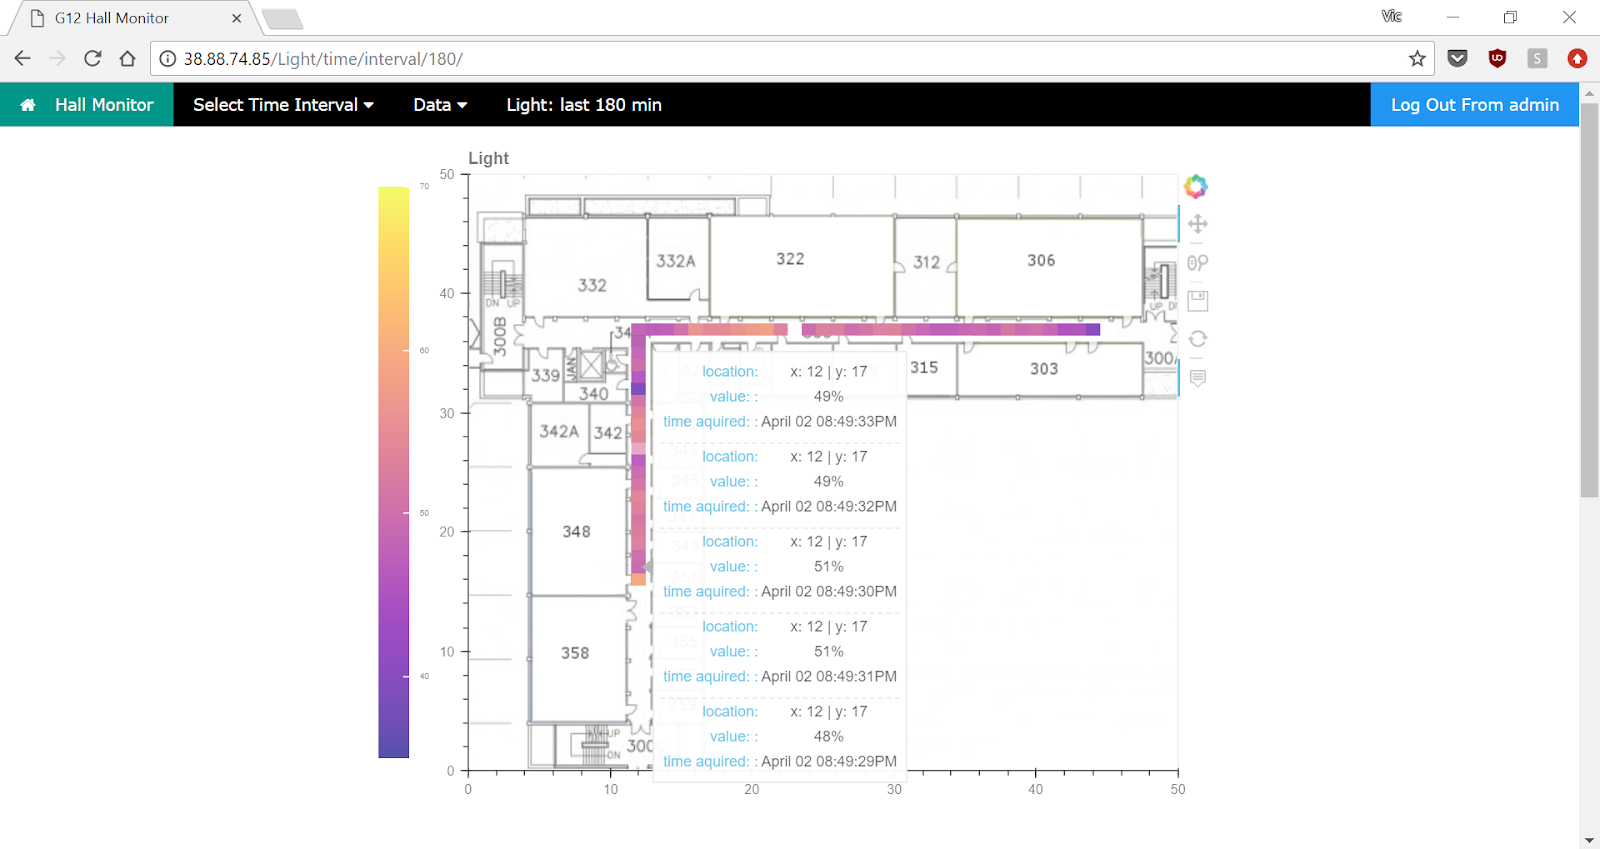 G12 Hall Monitor
Vic
38.88.74.85/Light/time/interval/180/
Hall Monitor Select Time Interval Data Light: last 180 min Log Out From admin
Light
70
60
50
40
50
40
30
20
10
0
0 10 20 30 40 50
332
332A
322
312
306
DN UP
UP
300B
339
JAN
340
342A
342
348
358
315
303
UP
DN
location: x: 12 | y: 17
value: : 49%
time aquired: : April 02 08:49:33PM
location: x: 12 | y: 17
value: : 49%
time aquired: : April 02 08:49:32PM
location: x: 12 | y: 17
value: : 51%
time aquired: : April 02 08:49:30PM
location: x: 12 | y: 17
value: : 51%
time aquired: : April 02 08:49:31PM
location: x: 12 | y: 17
value: : 48%
time aquired: : April 02 08:49:29PM